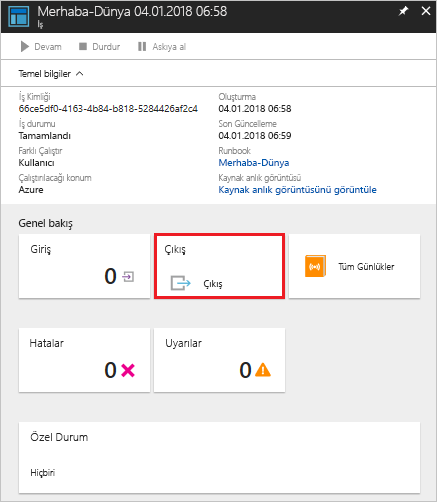 Merhaba-Dünya 04.01.2018 06:58
İş
Devam
Durdur
Askıya al
Temel bilgiler
İş Kimliği
66ce5df0-4163-4b84-b818-5284426af2c4
İş durumu
Tamamlandı
Farklı Çalıştır
Kullanıcı
Çalıştırılacağı konum
Azure
Oluşturma
04.01.2018 06:58
Son Güncelleme
04.01.2018 06:59
Runbook
Merhaba-Dünya
Kaynak anlık görüntüsü
Kaynak anlık görüntüsünü görüntüle
Genel bakış
Giriş
0
Çıkış
Çıkış
Tüm Günlükler
Hatalar
0
Uyarılar
0
Özel Durum
Hiçbiri